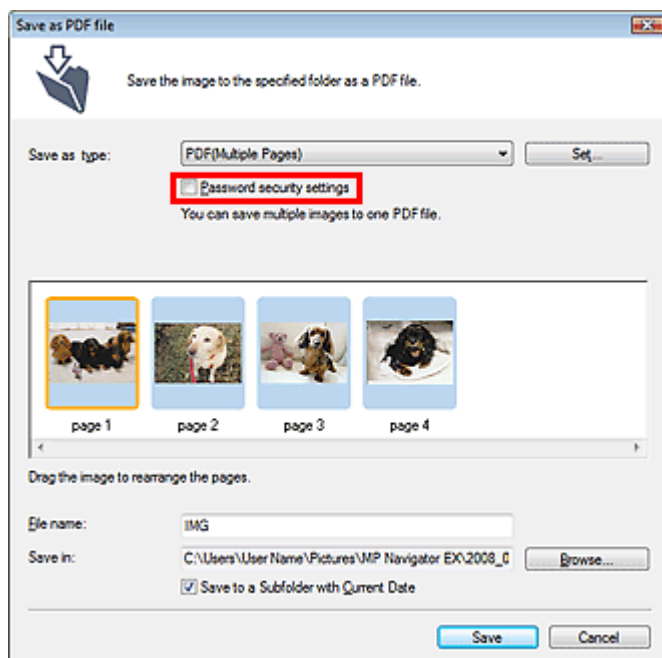 Save as PDF file
Save the image to the specified folder as a PDF file.
Save as type:
PDF(Multiple Pages)
Set...
Password security settings
You can save multiple images to one PDF file.
page 1
page 2
page 3
page 4
Drag the image to rearrange the pages.
File name:
IMG
Save in:
C:\Users\User Name\Pictures\MP Navigator EX\2008_0
Browse...
Save to a Subfolder with Current Date
Save
Cancel